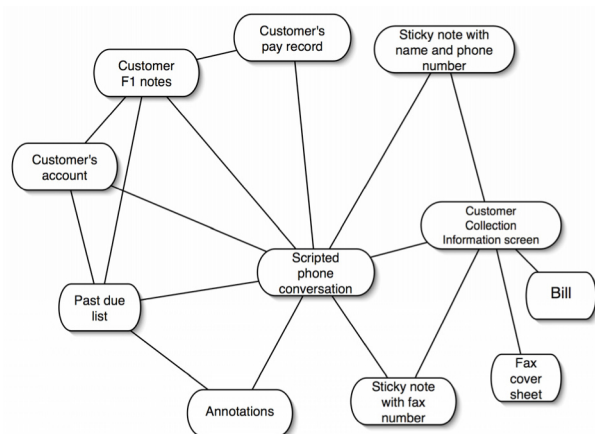 Customer's
pay record
Sticky note with
name and phone
number
Customer
F1 notes
Customer's
account
Customer
Collection
Information screen
Scripted
phone
conversation
Past due
list
Bill
Fax
cover
sheet
Annotations
Sticky note
with fax
number